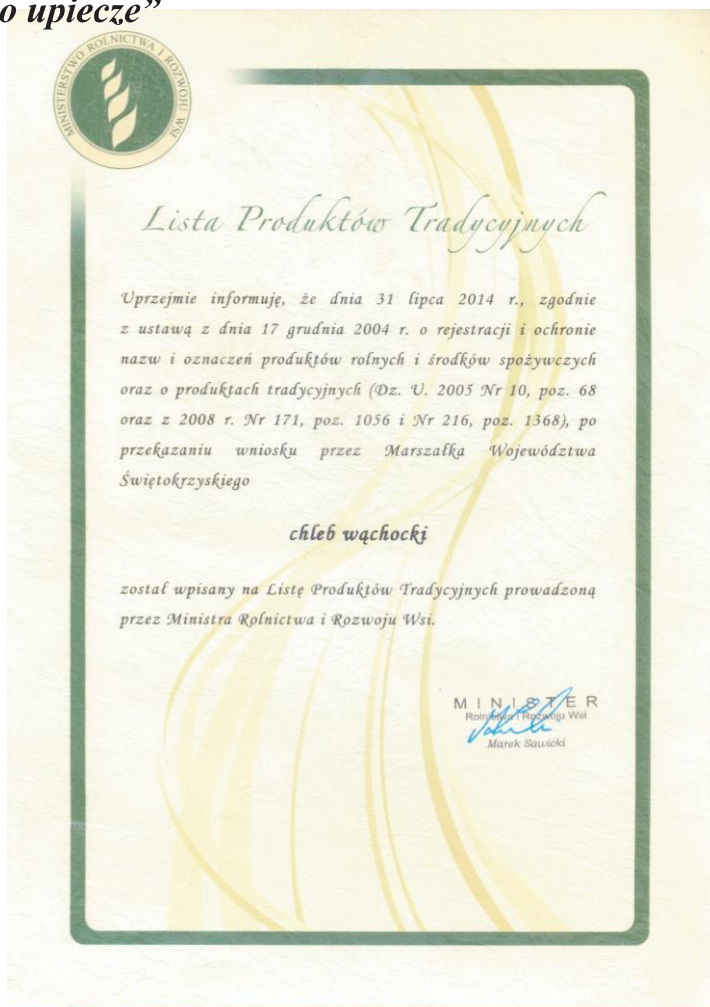 o upiecze”
MINISTERSTWO ROLNICTWA I ROZWOJU WSI
Lista Produktów Tradycyjnych
Uprzejmie informuję, że dnia 31 lipca 2014 r., zgodnie
z ustawą z dnia 17 grudnia 2004 r. o rejestracji i ochronie
nazw i oznaczeń produktów rolnych i środków spożywczych
oraz o produktach tradycyjnych (Dz. U. 2005 Nr 10, poz. 68
oraz z 2008 r. Nr 171, poz. 1056 i Nr 216, poz. 1368), po
przekazaniu wniosku przez Marszałka Województwa
Świętokrzyskiego
chleb wąchocki
został wpisany na Listę Produktów Tradycyjnych prowadzoną
przez Ministra Rolnictwa i Rozwoju Wsi.
MINISTER
Rolnictwa i Rozwoju Wsi
Marek Sawicki